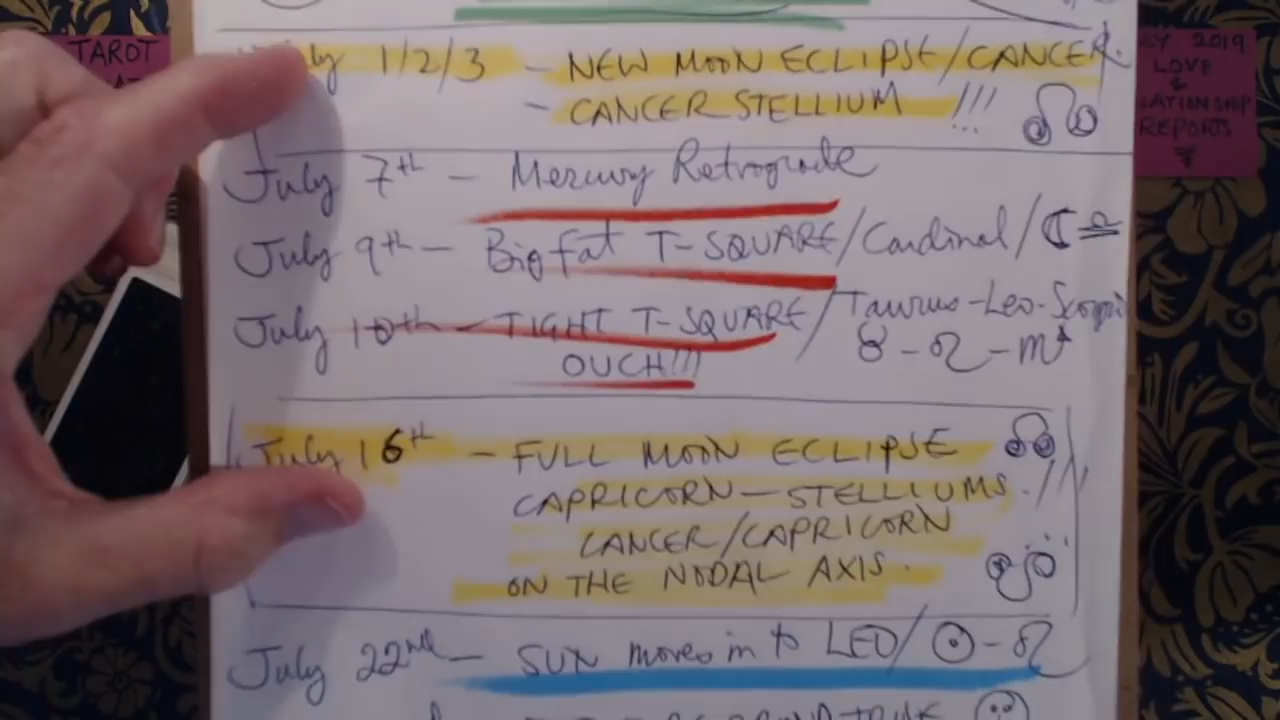 TAROT
July 1/2/3 - NEW MOON ECLIPSE/CANCER.
- CANCER STELLIUM !!! ☊
July 7th - Mercury Retrograde
July 9th - Big fat T-SQUARE/Cardinal/☾♎
July 10th - TIGHT T-SQUARE/Taurus-Leo-Scorpio
OUCH!!! ♉-♌-♏
July 16th - FULL MOON ECLIPSE ☊
CAPRICORN-STELLIUMS.!!!
CANCER/CAPRICORN
ON THE NODAL AXIS. ☋
July 22nd - SUN moves in to LEO/☉-♌
LY 2019
LOVE
&
LATIONSHIP
REPORTS